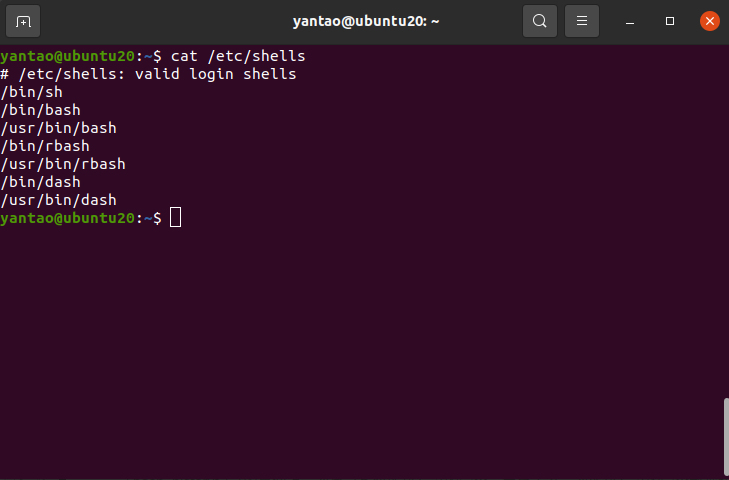 yantao@ubuntu20: ~
yantao@ubuntu20:~$ cat /etc/shells
# /etc/shells: valid login shells
/bin/sh
/bin/bash
/usr/bin/bash
/bin/rbash
/usr/bin/rbash
/bin/dash
/usr/bin/dash
yantao@ubuntu20:~$